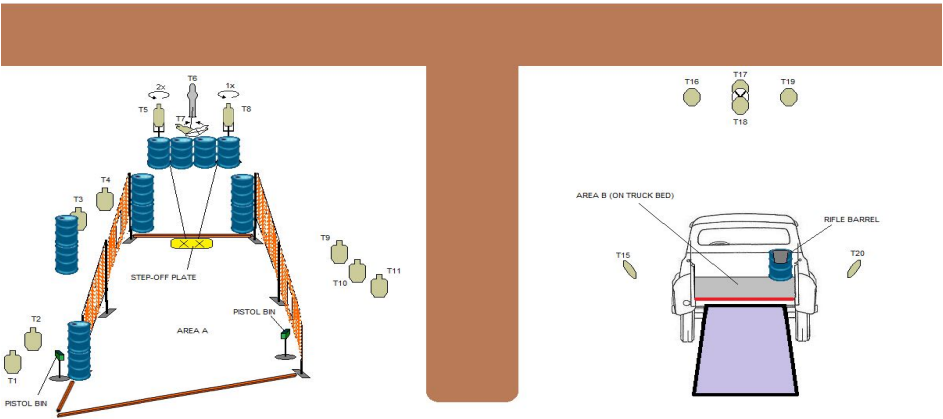 T6
2x
1x
T5
T7
T8
T4
T3
STEP-OFF PLATE
T9
T10
T11
AREA A
PISTOL BIN
T2
T1
PISTOL BIN
T16
T17
T19
T18
AREA B (ON TRUCK BED)
RIFLE BARREL
T15
T20